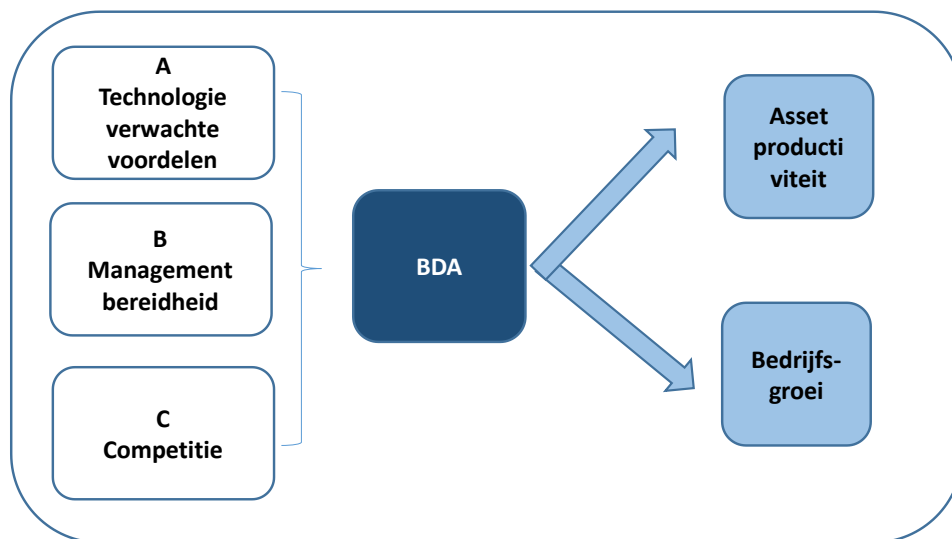 A
Technologie
verwachte
voordelen
B
Management
bereidheid
C
Competitie
BDA
Asset
producti
viteit
Bedrijfs-
groei